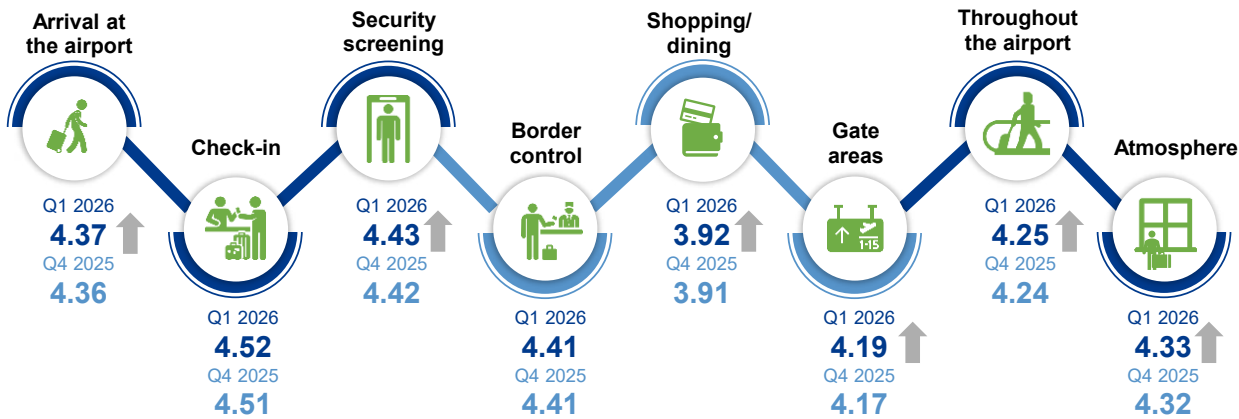 Arrival at
the airport
Q1 2026
4.37
Q4 2025
4.36
Check-in
Q1 2026
4.52
Q4 2025
4.51
Security
screening
Q1 2026
4.43
Q4 2025
4.42
Border
control
Q1 2026
4.41
Q4 2025
4.41
Shopping/
dining
Q1 2026
3.92
Q4 2025
3.91
Gate
areas
1-15
Q1 2026
4.19
Q4 2025
4.17
Throughout
the airport
Q1 2026
4.25
Q4 2025
4.24
Atmosphere
Q1 2026
4.33
Q4 2025
4.32